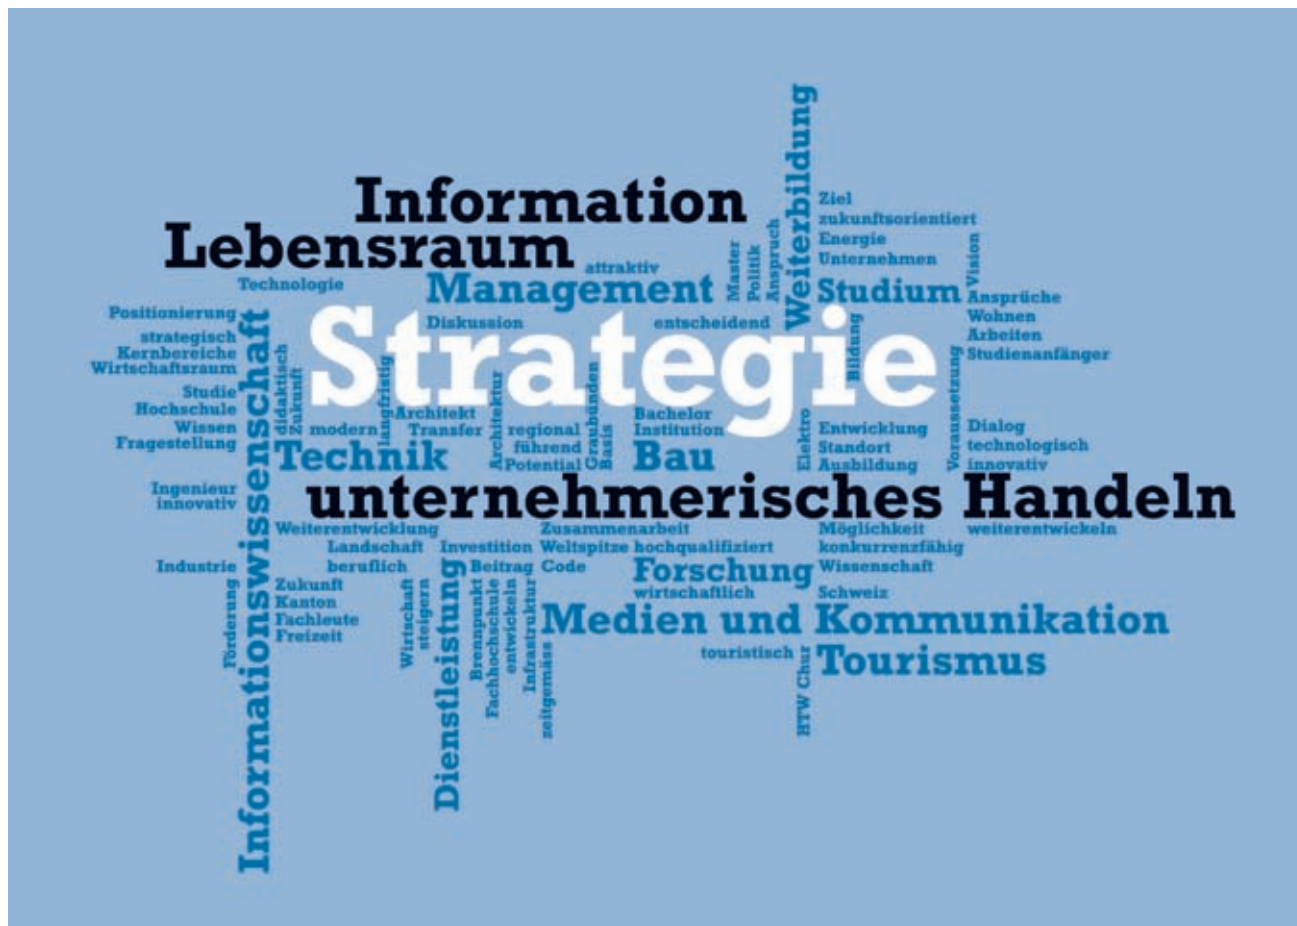 Weiterbildung
Information
Ziel
zukunftsorientiert
Lebensraum
Energie
Unternehmen
Master
Politik
Anspruch
Vision
attraktiv
Technologie
Management
Studium
Ansprüche
Positionierung
Diskussion
entscheidend
Wohnen
Strategie
Bildung
strategisch
Arbeiten
Kernbereiche
Studienanfänger
Wirtschaftsraum
Informationswissenschaft
didaktisch
Zukunft
langfristig
Architektur
Graubünden
Basis
Voraussetzung
Studie
Hochschule
Architekt
Bachelor
Elektro
Wissen
modern
Transfer
regional
Institution
Entwicklung
Dialog
Fragestellung
führend
Standort
technologisch
Technik
Potential
Bau
Ausbildung
innovativ
Ingenieur
unternehmerisches Handeln
innovativ
Weiterentwicklung
Zusammenarbeit
Möglichkeit
weiterentwickeln
Landschaft
Investition
Weltspitze
hochqualifiziert
konkurrenzfähig
Industrie
beruflich
Beitrag
Code
Forschung
Wissenschaft
Förderung
Zukunft
wirtschaftlich
Schweiz
Kanton
Wirtschaft
steigern
Dienstleistung
Brennpunkt
Fachhochschule
entwickeln
Infrastruktur
Medien und Kommunikation
Fachleute
Freizeit
zeitgemäss
touristisch
HTW Chur
Tourismus